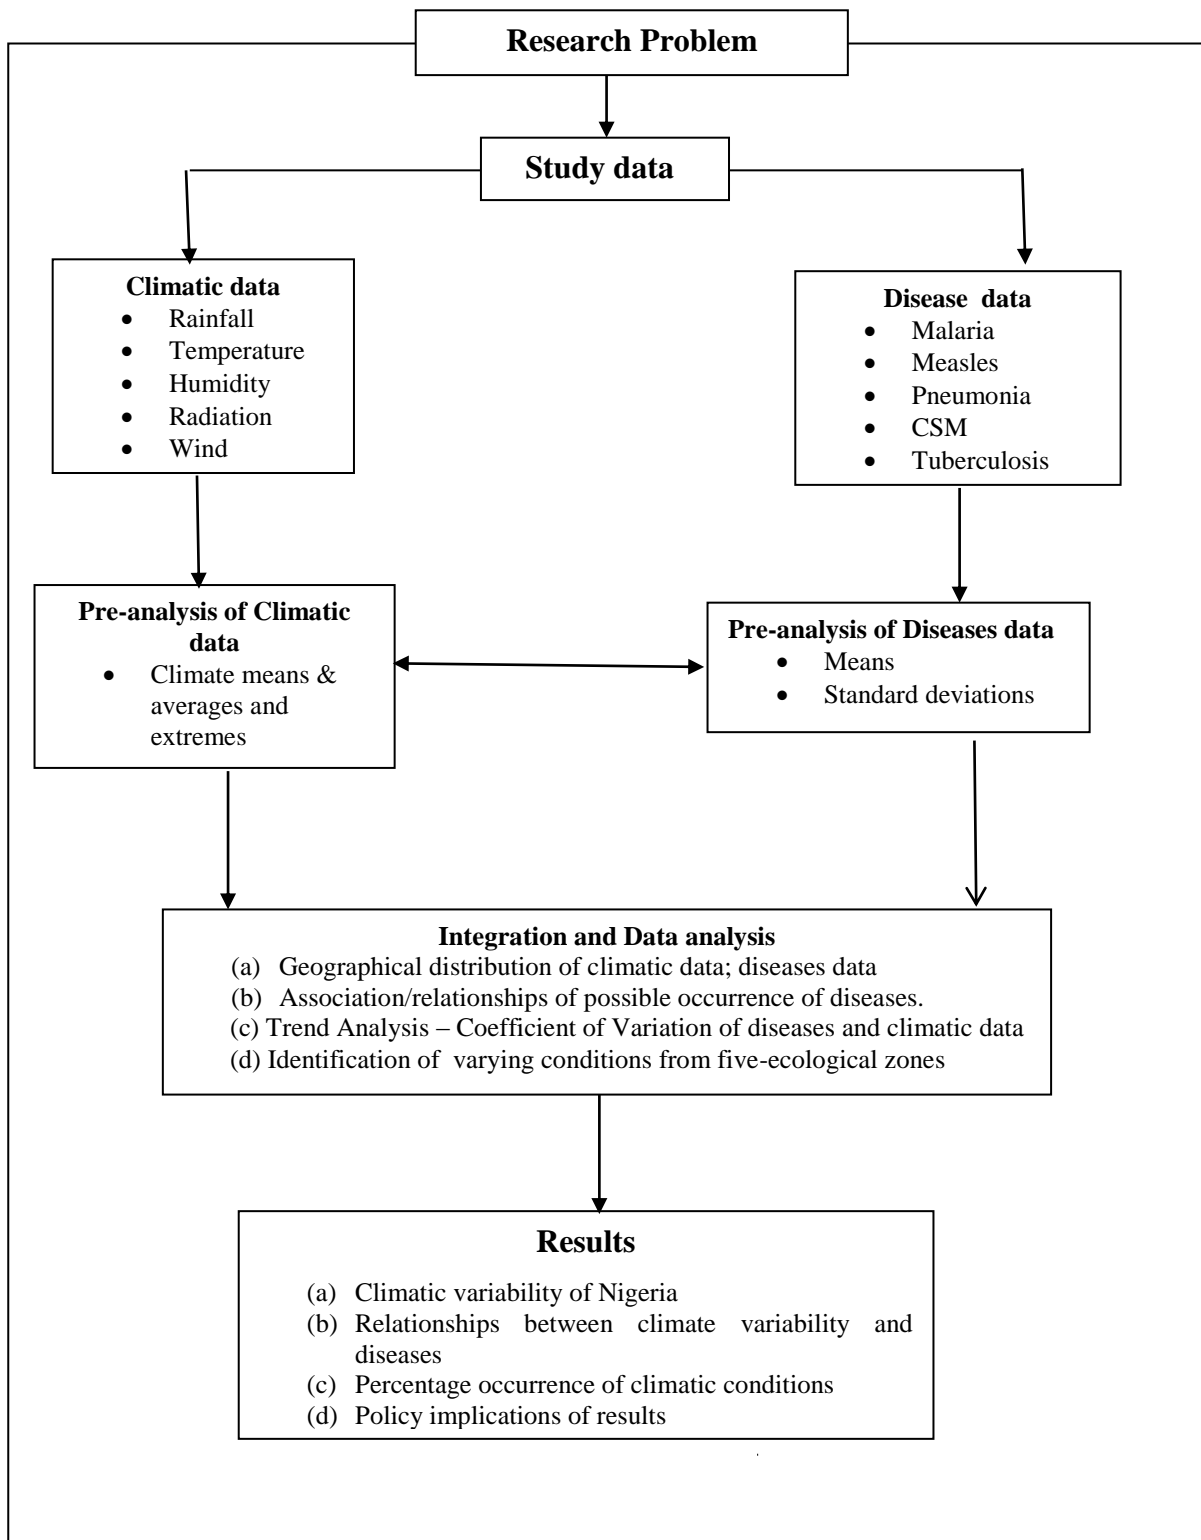 Research Problem
Study data
Climatic data
• Rainfall
• Temperature
• Humidity
• Radiation
• Wind
Disease data
• Malaria
• Measles
• Pneumonia
• CSM
• Tuberculosis
Pre-analysis of Climatic
data
• Climate means &
averages and
extremes
Pre-analysis of Diseases data
• Means
• Standard deviations
Integration and Data analysis
(a) Geographical distribution of climatic data; diseases data
(b) Association/relationships of possible occurrence of diseases.
(c) Trend Analysis – Coefficient of Variation of diseases and climatic data
(d) Identification of varying conditions from five-ecological zones
Results
(a) Climatic variability of Nigeria
(b) Relationships between climate variability and
diseases
(c) Percentage occurrence of climatic conditions
(d) Policy implications of results